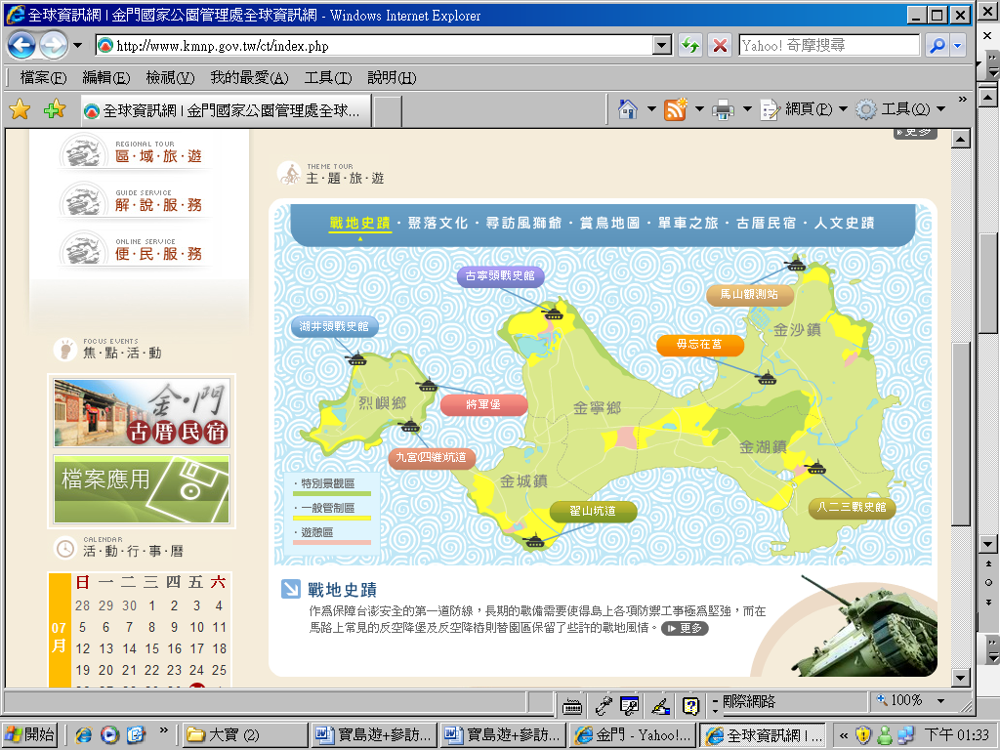 全球資訊網 | 金門國家公園管理處全球資訊網 - Windows Internet Explorer
http://www.kmnp.gov.tw/ct/index.php
Yahoo! 奇摩搜尋
檔案(F) 編輯(E) 檢視(V) 我的最愛(A) 工具(T) 說明(H)
全球資訊網 | 金門國家公園管理處全球...
網頁(P) 工具(O) »
更多
REGIONAL TOUR
區·域·旅·遊
GUIDE SERVICE
解·說·服·務
ONLINE SERVICE
便·民·服·務
FOCUS EVENTS
焦·點·活·動
金·門
古厝民宿
檔案應用
CALENDAR
活·動·行·事·曆
07月
日 一 二 三 四 五 六
28 29 30 1 2 3 4
5 6 7 8 9 10 11
12 13 14 15 16 17 18
19 20 21 22 23 24 25
THEME TOUR
主·題·旅·遊
戰地史蹟·聚落文化·尋訪風獅爺·賞鳥地圖·單車之旅·古厝民宿·人文史蹟
古寧頭戰史館
馬山觀測站
湖井頭戰史館
金沙鎮
毋忘在莒
烈嶼鄉
將軍堡
金寧鄉
金湖鎮
九宮(四維)坑道
金城鎮
翟山坑道
八二三戰史館
·特別景觀區
·一般管制區
·遊憩區
戰地史蹟
作為保障台澎安全的第一道防線，長期的戰備需要使得島上各項防禦工事極為堅強，而在
馬路上常見的反空降堡及反空降樁則替園區保留了些許的戰地風情。 更多
網際網路
100%
開始 » 大寶 (2) 寶島遊+參訪... 寶島遊+參訪... 金門 - Yahoo!... 全球資訊網 |... « 下午 01:33